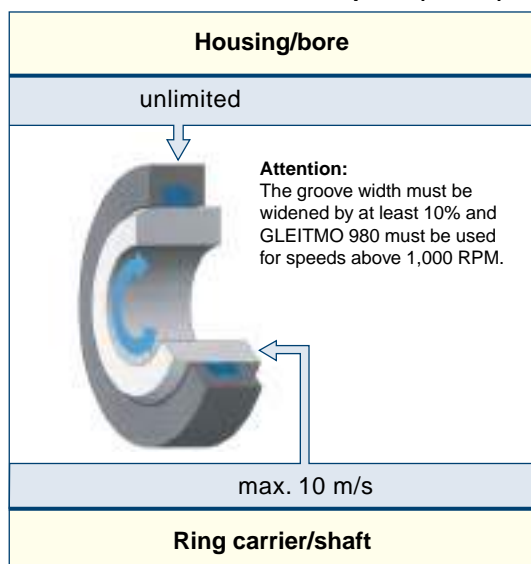 Housing/bore
unlimited
Attention:
The groove width must be
widened by at least 10% and
GLEITMO 980 must be used
for speeds above 1,000 RPM.
max. 10 m/s
Ring carrier/shaft